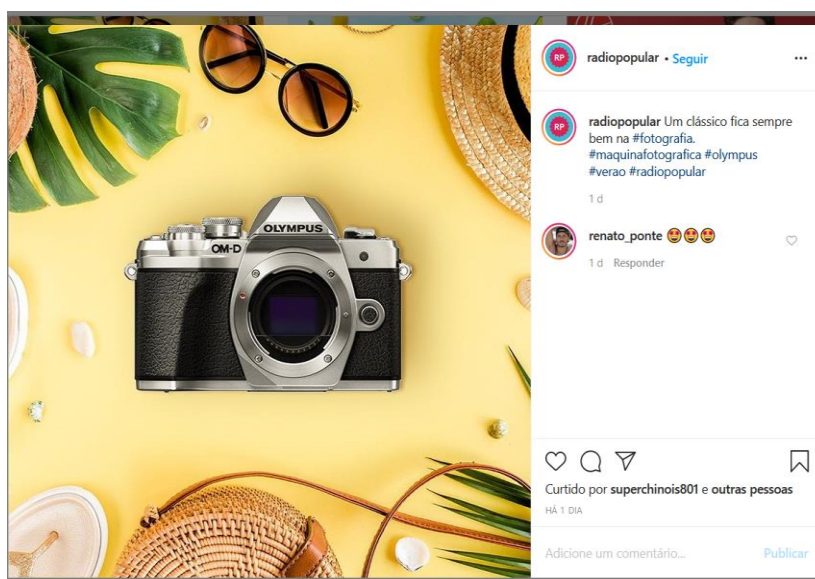 OLYMPUS
OM-D
RP
radiopopular • Seguir
RP
radiopopular Um clássico fica sempre
bem na #fotografia.
#maquinafotografica #olympus
#verao #radiopopular
1 d
renato_ponte 🤩🤩🤩
1 d Responder
Curtido por superchinois801 e outras pessoas
HÁ 1 DIA
Adicione um comentário... Publicar